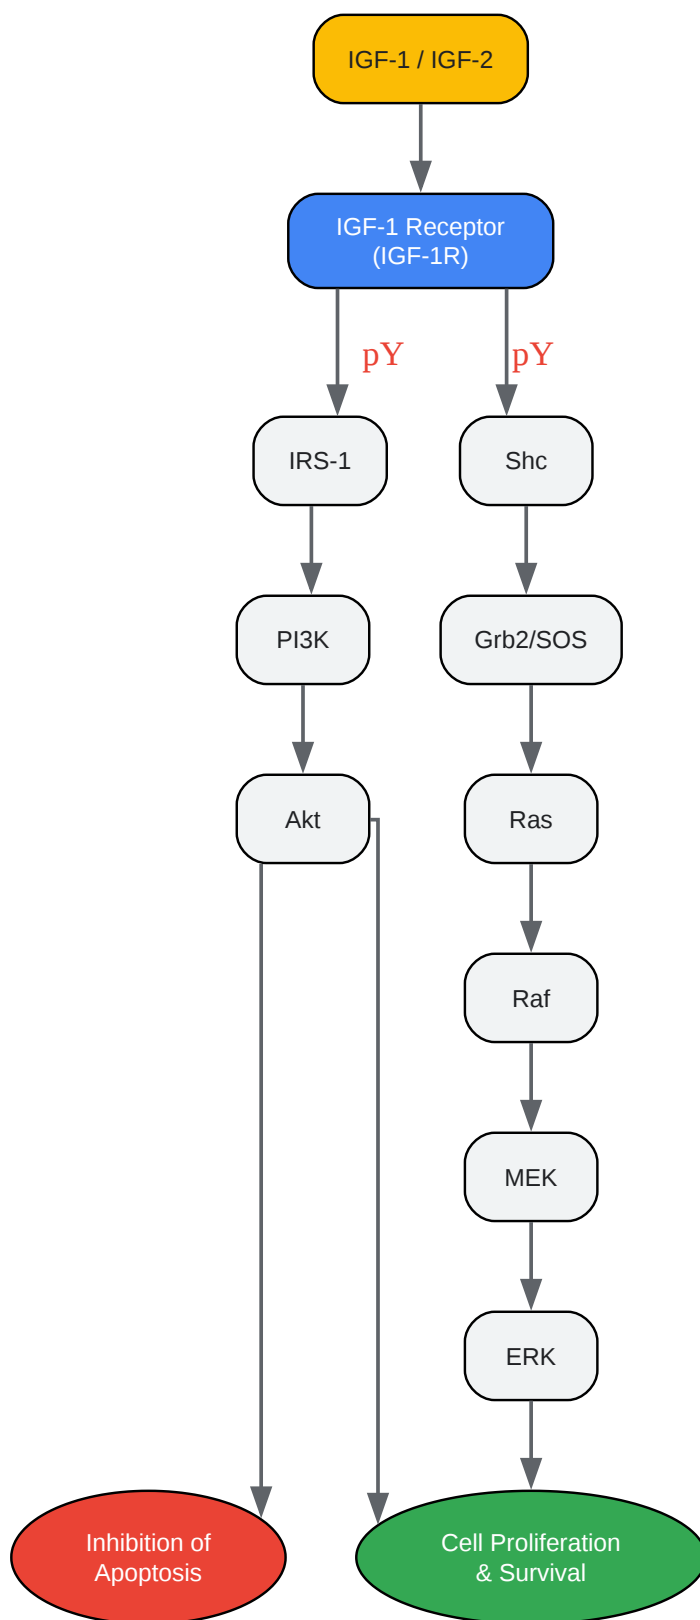 IGF-1 / IGF-2
IGF-1 Receptor
(IGF-1R)
pY
pY
IRS-1
Shc
PI3K
Grb2/SOS
Akt
Ras
Raf
MEK
ERK
Inhibition of
Apoptosis
Cell Proliferation
& Survival